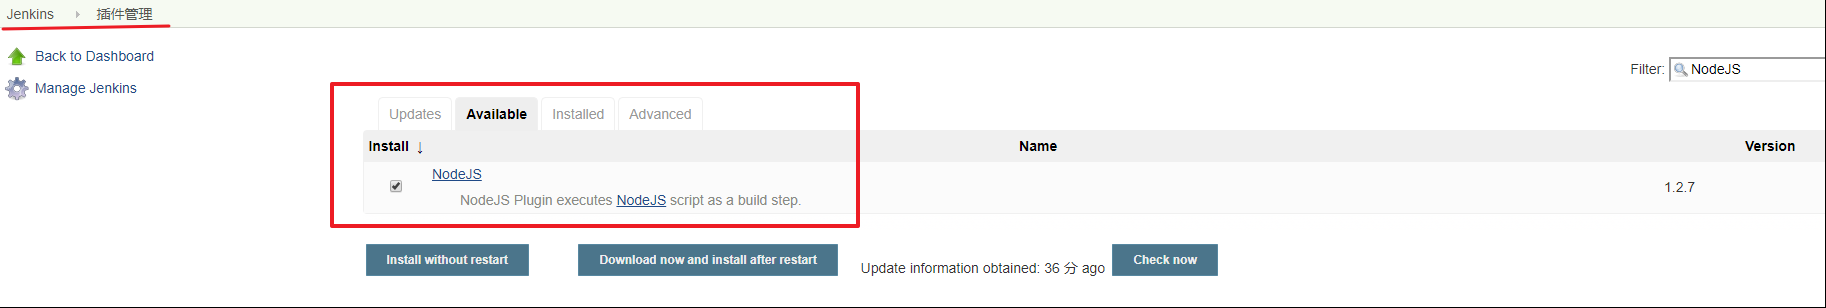 Jenkins 插件管理
Back to Dashboard
Manage Jenkins
Filter: NodeJS
Updates Available Installed Advanced
Install ↓ Name Version
NodeJS
NodeJS Plugin executes NodeJS script as a build step.
1.2.7
Install without restart Download now and install after restart Update information obtained: 36 分 ago Check now